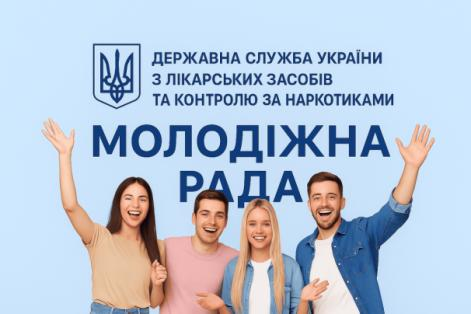 ДЕРЖАВНА СЛУЖБА УКРАЇНИ
З ЛІКАРСЬКИХ ЗАСОБІВ
ТА КОНТРОЛЮ ЗА НАРКОТИКАМИ
МОЛОДІЖНА
РАДА